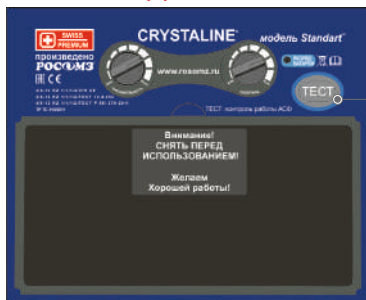 SWISS
PREMIUM
CRYSTALINE™
модель Standart
произведено
РОСОМЗ
www.rosomz.ru
ТЕСТ
ТЕСТ контроль работы АСФ
Внимание!
СНЯТЬ ПЕРЕД
ИСПОЛЬЗОВАНИЕМ!
Желаем
Хорошей работы!